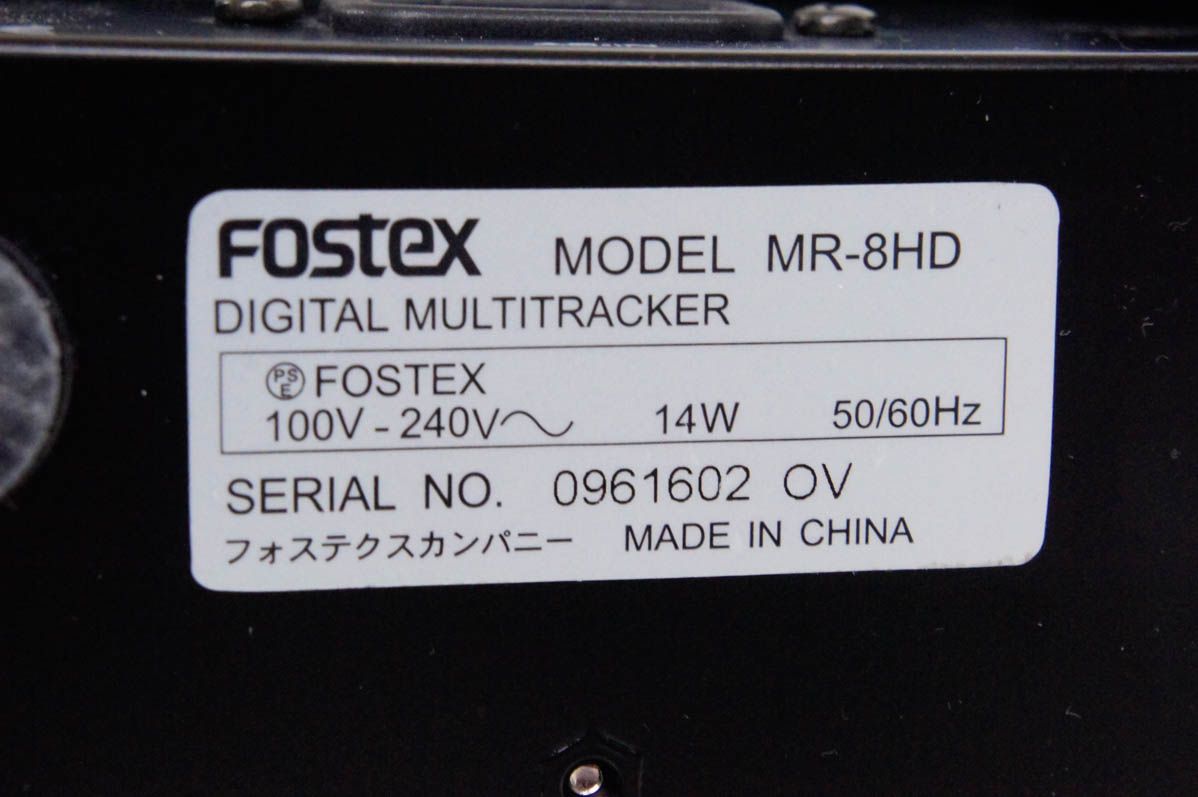 Fostex MODEL MR-8HD
DIGITAL MULTITRACKER
PSE FOSTEX
100V - 240V 14W 50/60Hz
SERIAL NO. 0961602 OV
フォステクスカンパニー MADE IN CHINA